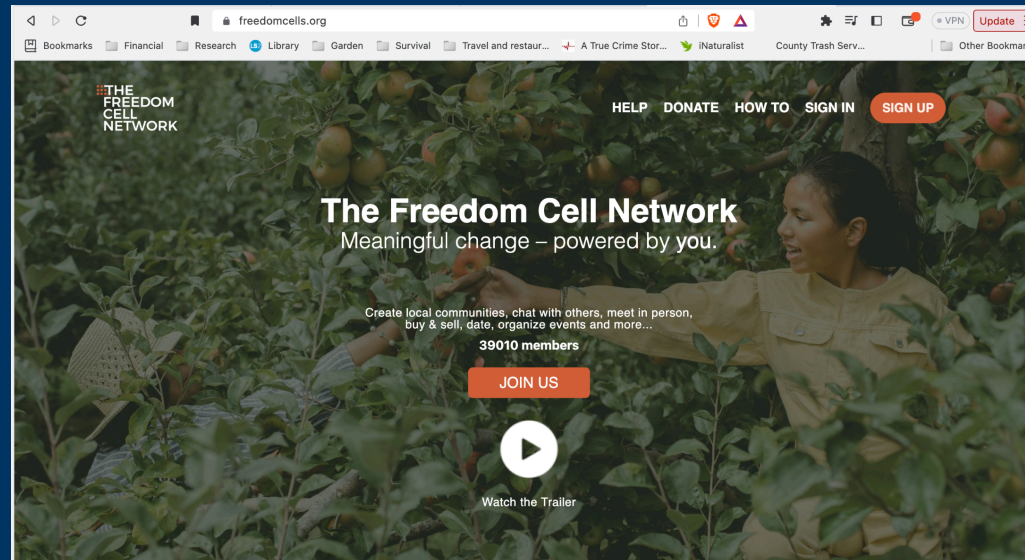 freedomcells.org
VPN
Update
Bookmarks Financial Research Library Garden Survival Travel and restaur... A True Crime Stor... iNaturalist County Trash Serv... Other Bookmar
THE
FREEDOM
CELL
NETWORK
HELP DONATE HOW TO SIGN IN SIGN UP
The Freedom Cell Network
Meaningful change – powered by you.
Create local communities, chat with others, meet in person,
buy & sell, date, organize events and more...
39010 members
JOIN US
Watch the Trailer